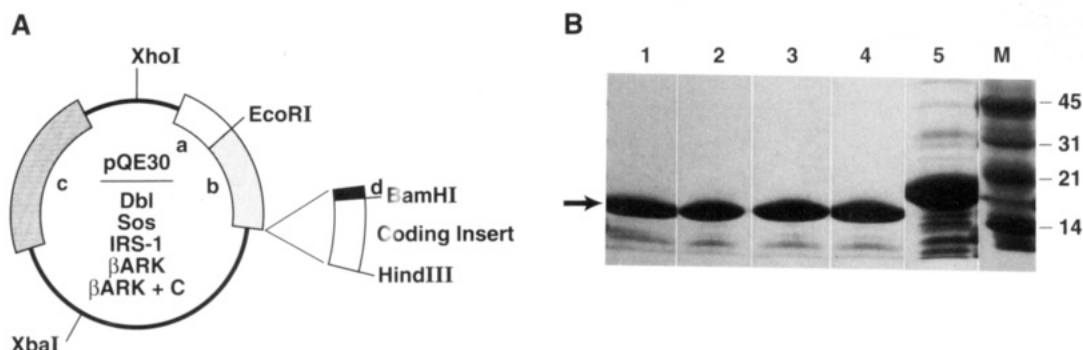 A
XhoI
EcoRI
a
pQE30
c
b
Dbl
Sos
IRS-1
βARK
βARK + C
d
BamHI
Coding Insert
HindIII
XbaI
B
1 2 3 4 5 M
45
31
21
14